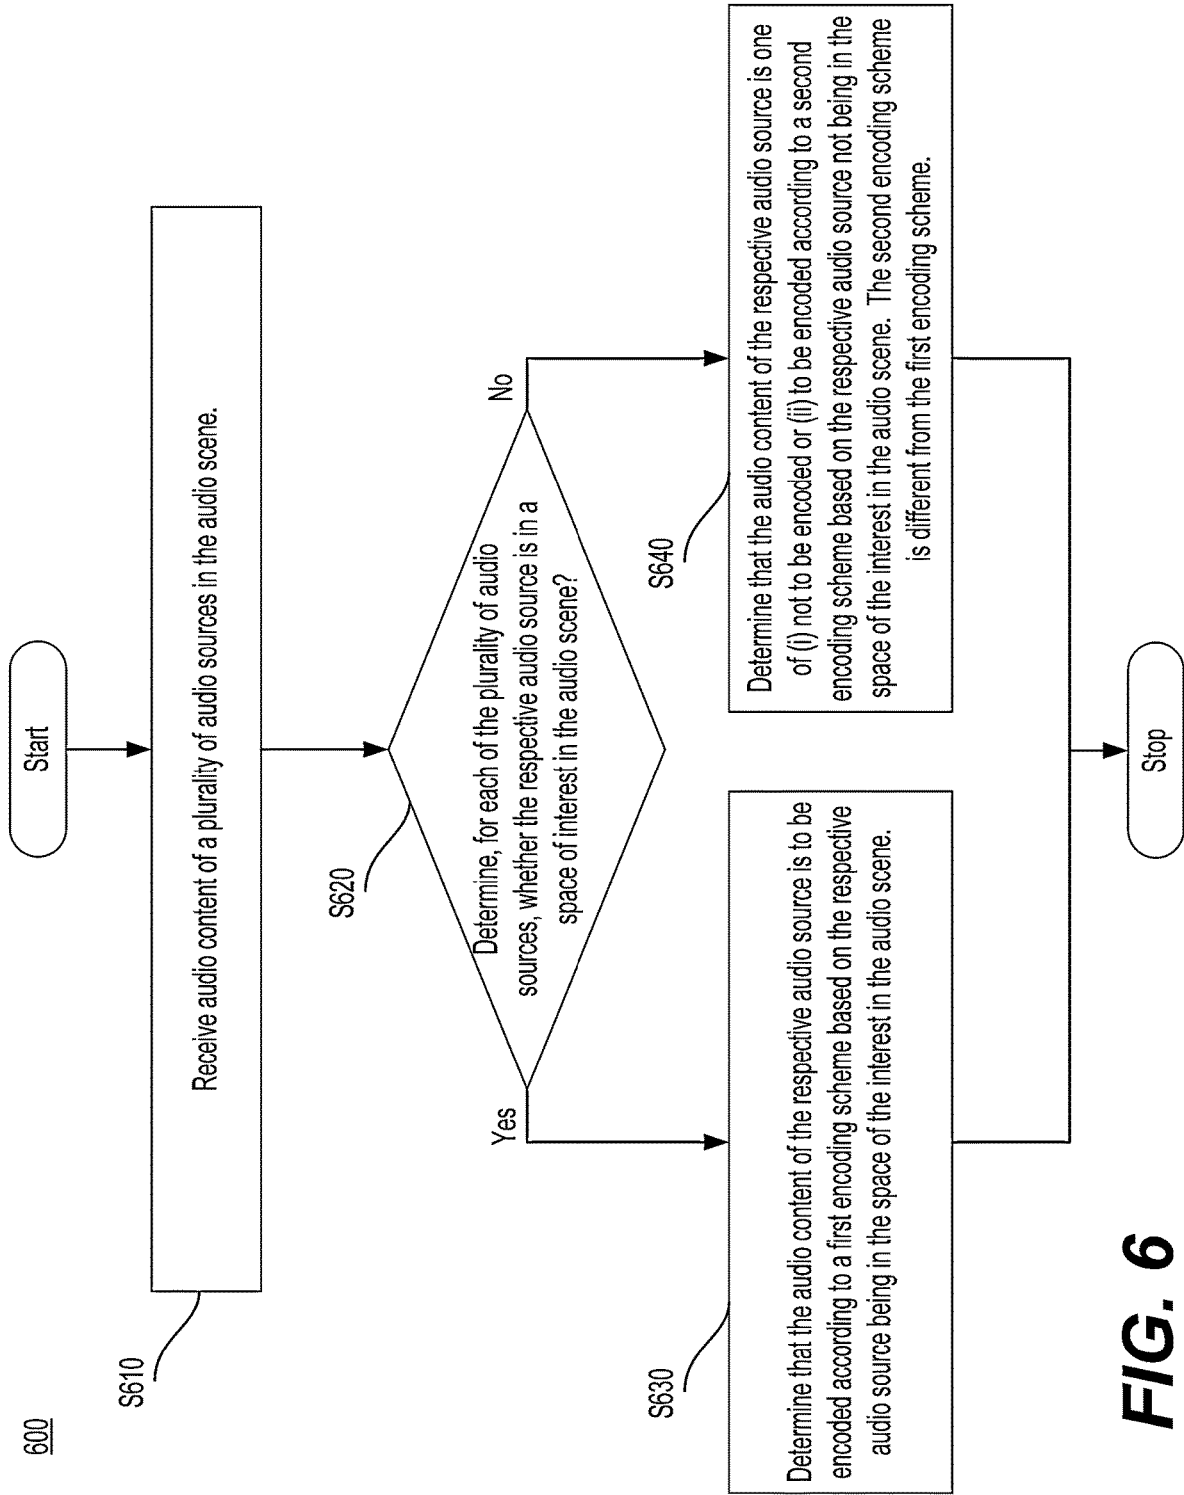 600
Start
S610
Receive audio content of a plurality of audio sources in the audio scene.
S620
Determine, for each of the plurality of audio
sources, whether the respective audio source is in a
space of interest in the audio scene?
Yes
No
S630
Determine that the audio content of the respective audio source is to be
encoded according to a first encoding scheme based on the respective
audio source being in the space of the interest in the audio scene.
S640
Determine that the audio content of the respective audio source is one
of (i) not to be encoded or (ii) to be encoded according to a second
encoding scheme based on the respective audio source not being in the
space of the interest in the audio scene. The second encoding scheme
is different from the first encoding scheme.
Stop
FIG. 6